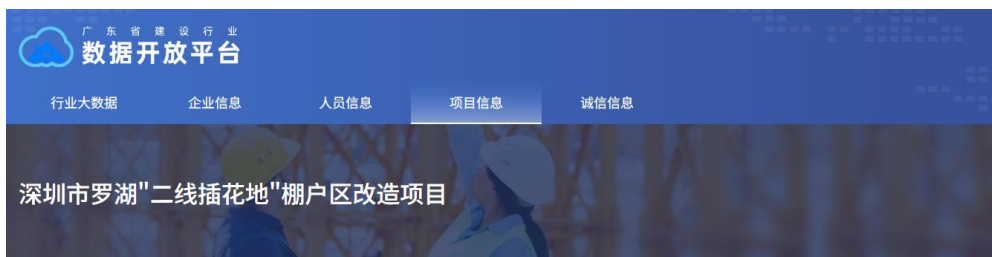 广东省建设行业
数据开放平台
行业大数据 企业信息 人员信息 项目信息 诚信信息
深圳市罗湖"二线插花地"棚户区改造项目